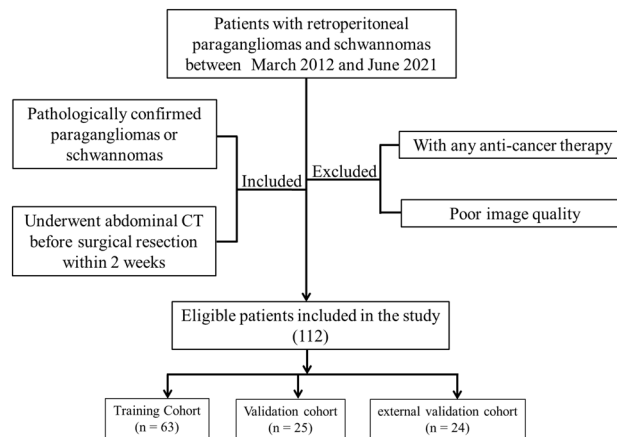 Patients with retroperitoneal
paragangliomas and schwannomas
between March 2012 and June 2021
Pathologically confirmed
paragangliomas or
schwannomas
Included
Excluded
With any anti-cancer therapy
Underwent abdominal CT
before surgical resection
within 2 weeks
Poor image quality
Eligible patients included in the study
(112)
Training Cohort
(n = 63)
Validation cohort
(n = 25)
external validation cohort
(n = 24)